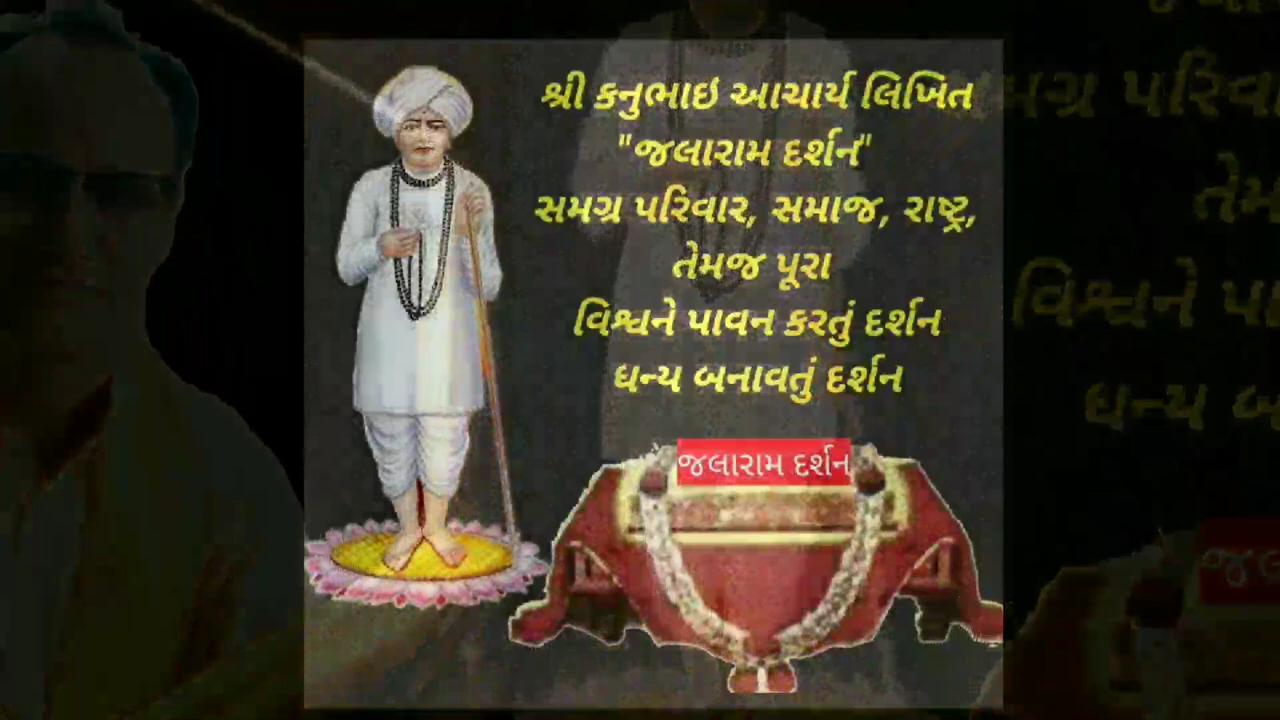 શ્રી કનુભાઇ આચાર્ય લિખિત
"જલારામ દર્શન"
સમગ્ર પરિવાર, સમાજ, રાષ્ટ્ર,
તેમજ પૂરા
વિશ્વને પાવન કરતું દર્શન
ધન્ય બનાવતું દર્શન
જલારામ દર્શન